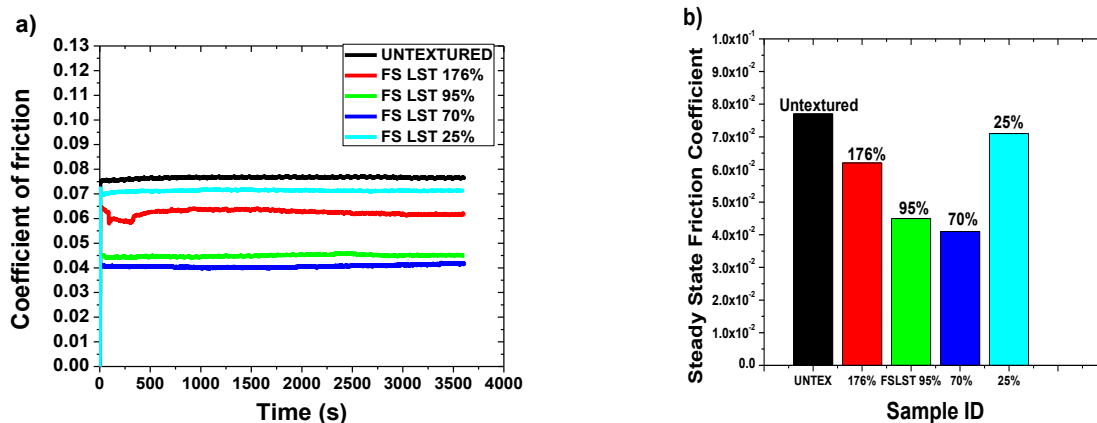 a)
Coefficient of friction
0.13
0.12
0.11
0.10
0.09
0.08
0.07
0.06
0.05
0.04
0.03
0.02
0.01
0.00
UNTEXTURED
FS LST 176%
FS LST 95%
FS LST 70%
FS LST 25%
0 500 1000 1500 2000 2500 3000 3500 4000
Time (s)
b)
Steady State Friction Coefficient
1.0x10⁻¹
9.0x10⁻²
8.0x10⁻²
7.0x10⁻²
6.0x10⁻²
5.0x10⁻²
4.0x10⁻²
3.0x10⁻²
2.0x10⁻²
1.0x10⁻²
0.0
Untextured
176%
95%
70%
25%
UNTEX 176% FSLST 95% 70% 25%
Sample ID